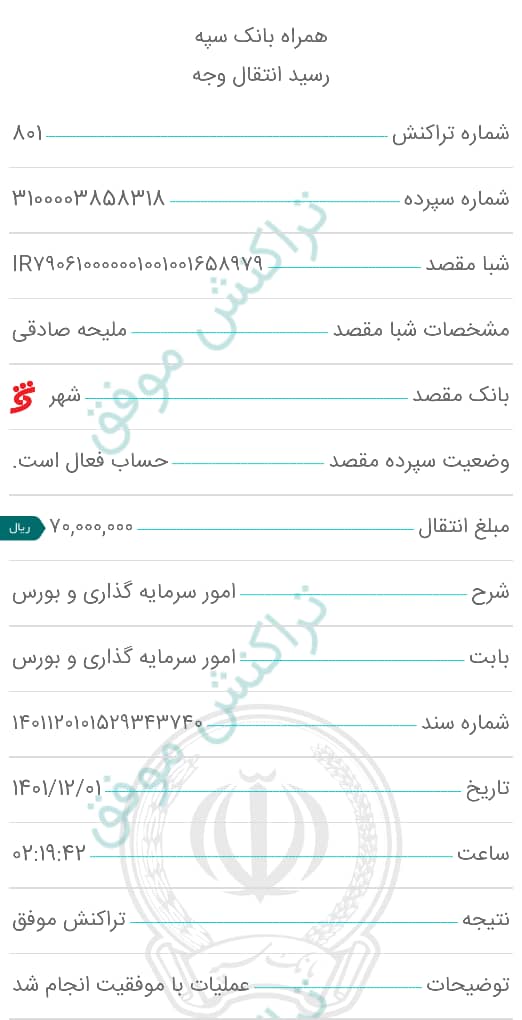 همراه بانک سپه
رسید انتقال وجه
شماره تراکنش ۸۰۱
شماره سپرده ۳۱۰۰۰۰۳۸۵۸۳۱۸
شبا مقصد IR۷۹۰۶۱۰۰۰۰۰۰۱۰۰۱۰۰۱۶۵۸۹۷۹
مشخصات شبا مقصد ملیحه صادقی
بانک مقصد شهر
وضعیت سپرده مقصد حساب فعال است.
مبلغ انتقال ۷۰,۰۰۰,۰۰۰ ریال
شرح امور سرمایه گذاری و بورس
بابت امور سرمایه گذاری و بورس
شماره سند ۱۴۰۱۱۲۰۱۰۱۵۲۹۳۴۳۷۴۰
تاریخ ۱۴۰۱/۱۲/۰۱
ساعت ۰۲:۱۹:۴۲
نتیجه تراکنش موفق
توضیحات عملیات با موفقیت انجام شد
تراکنش موفق
تراکنش موفق
بانک سپه